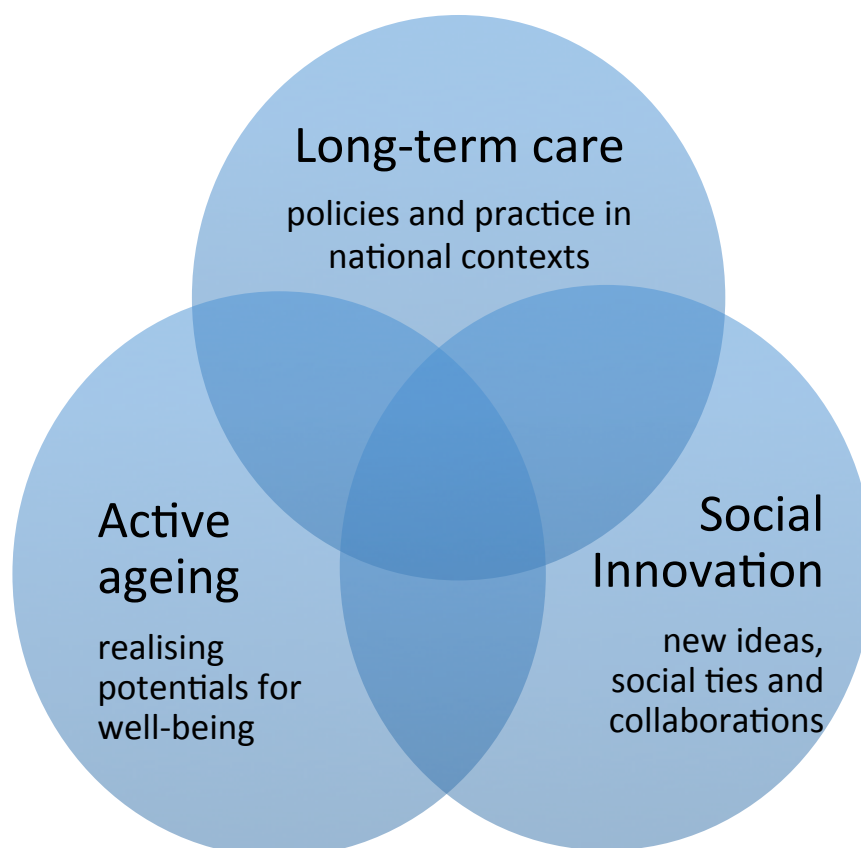 Long-term care
policies and practice in
national contexts
Active
ageing
realising
potentials for
well-being
Social
Innovation
new ideas,
social ties and
collaborations